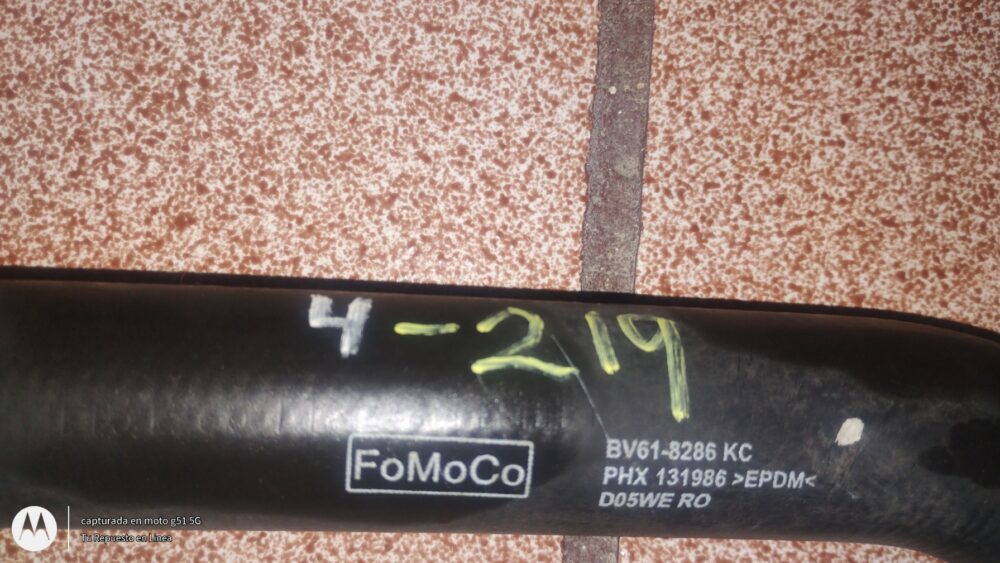 4-219
FoMoCo
BV61-8286 KC
PHX 131986 >EPDM<
D05WE RO
capturada en moto g51 5G
Tu Repuesto en Linea